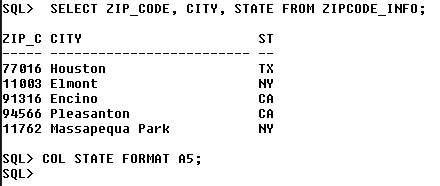 SQL> SELECT ZIP_CODE, CITY, STATE FROM ZIPCODE_INFO;
ZIP_C CITY ST
----- ------------------------- --
77016 Houston TX
11003 Elmont NY
91316 Encino CA
94566 Pleasanton CA
11762 Massapequa Park NY
SQL> COL STATE FORMAT A5;
SQL>